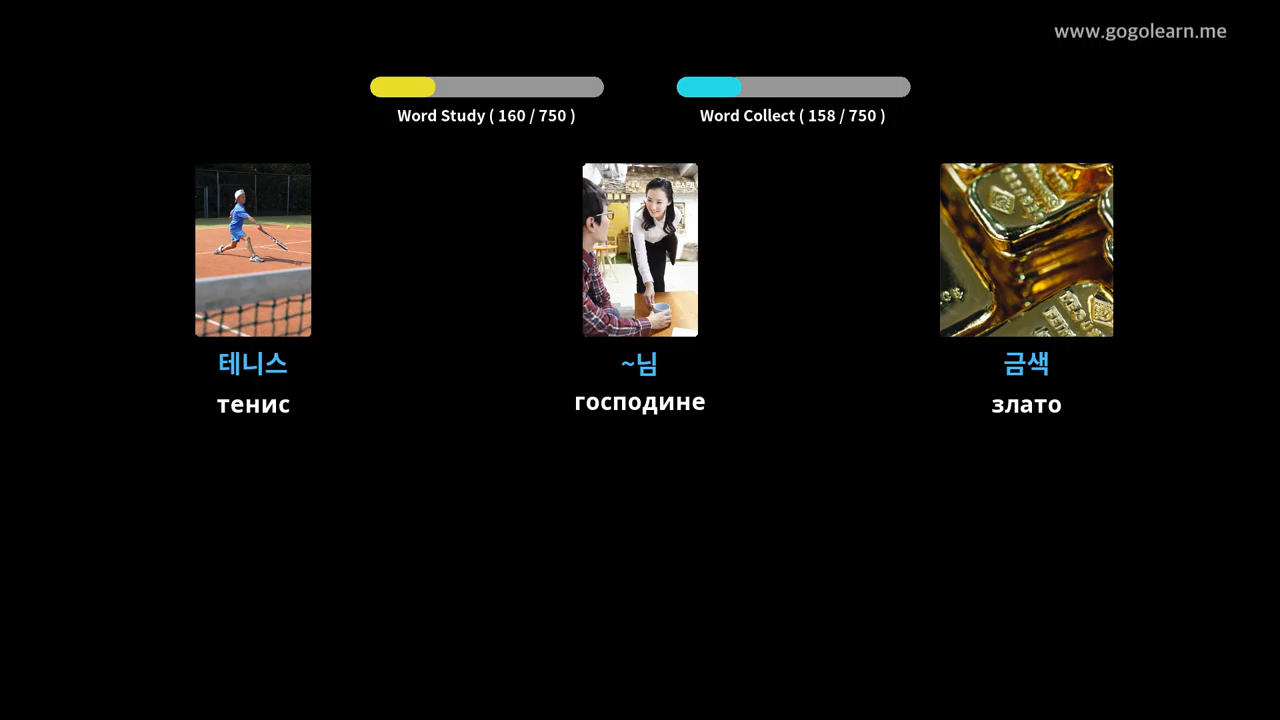 www.gogolearn.me
Word Study ( 160 / 750 )
Word Collect ( 158 / 750 )
테니스
~님
금색
тенис
господине
злато